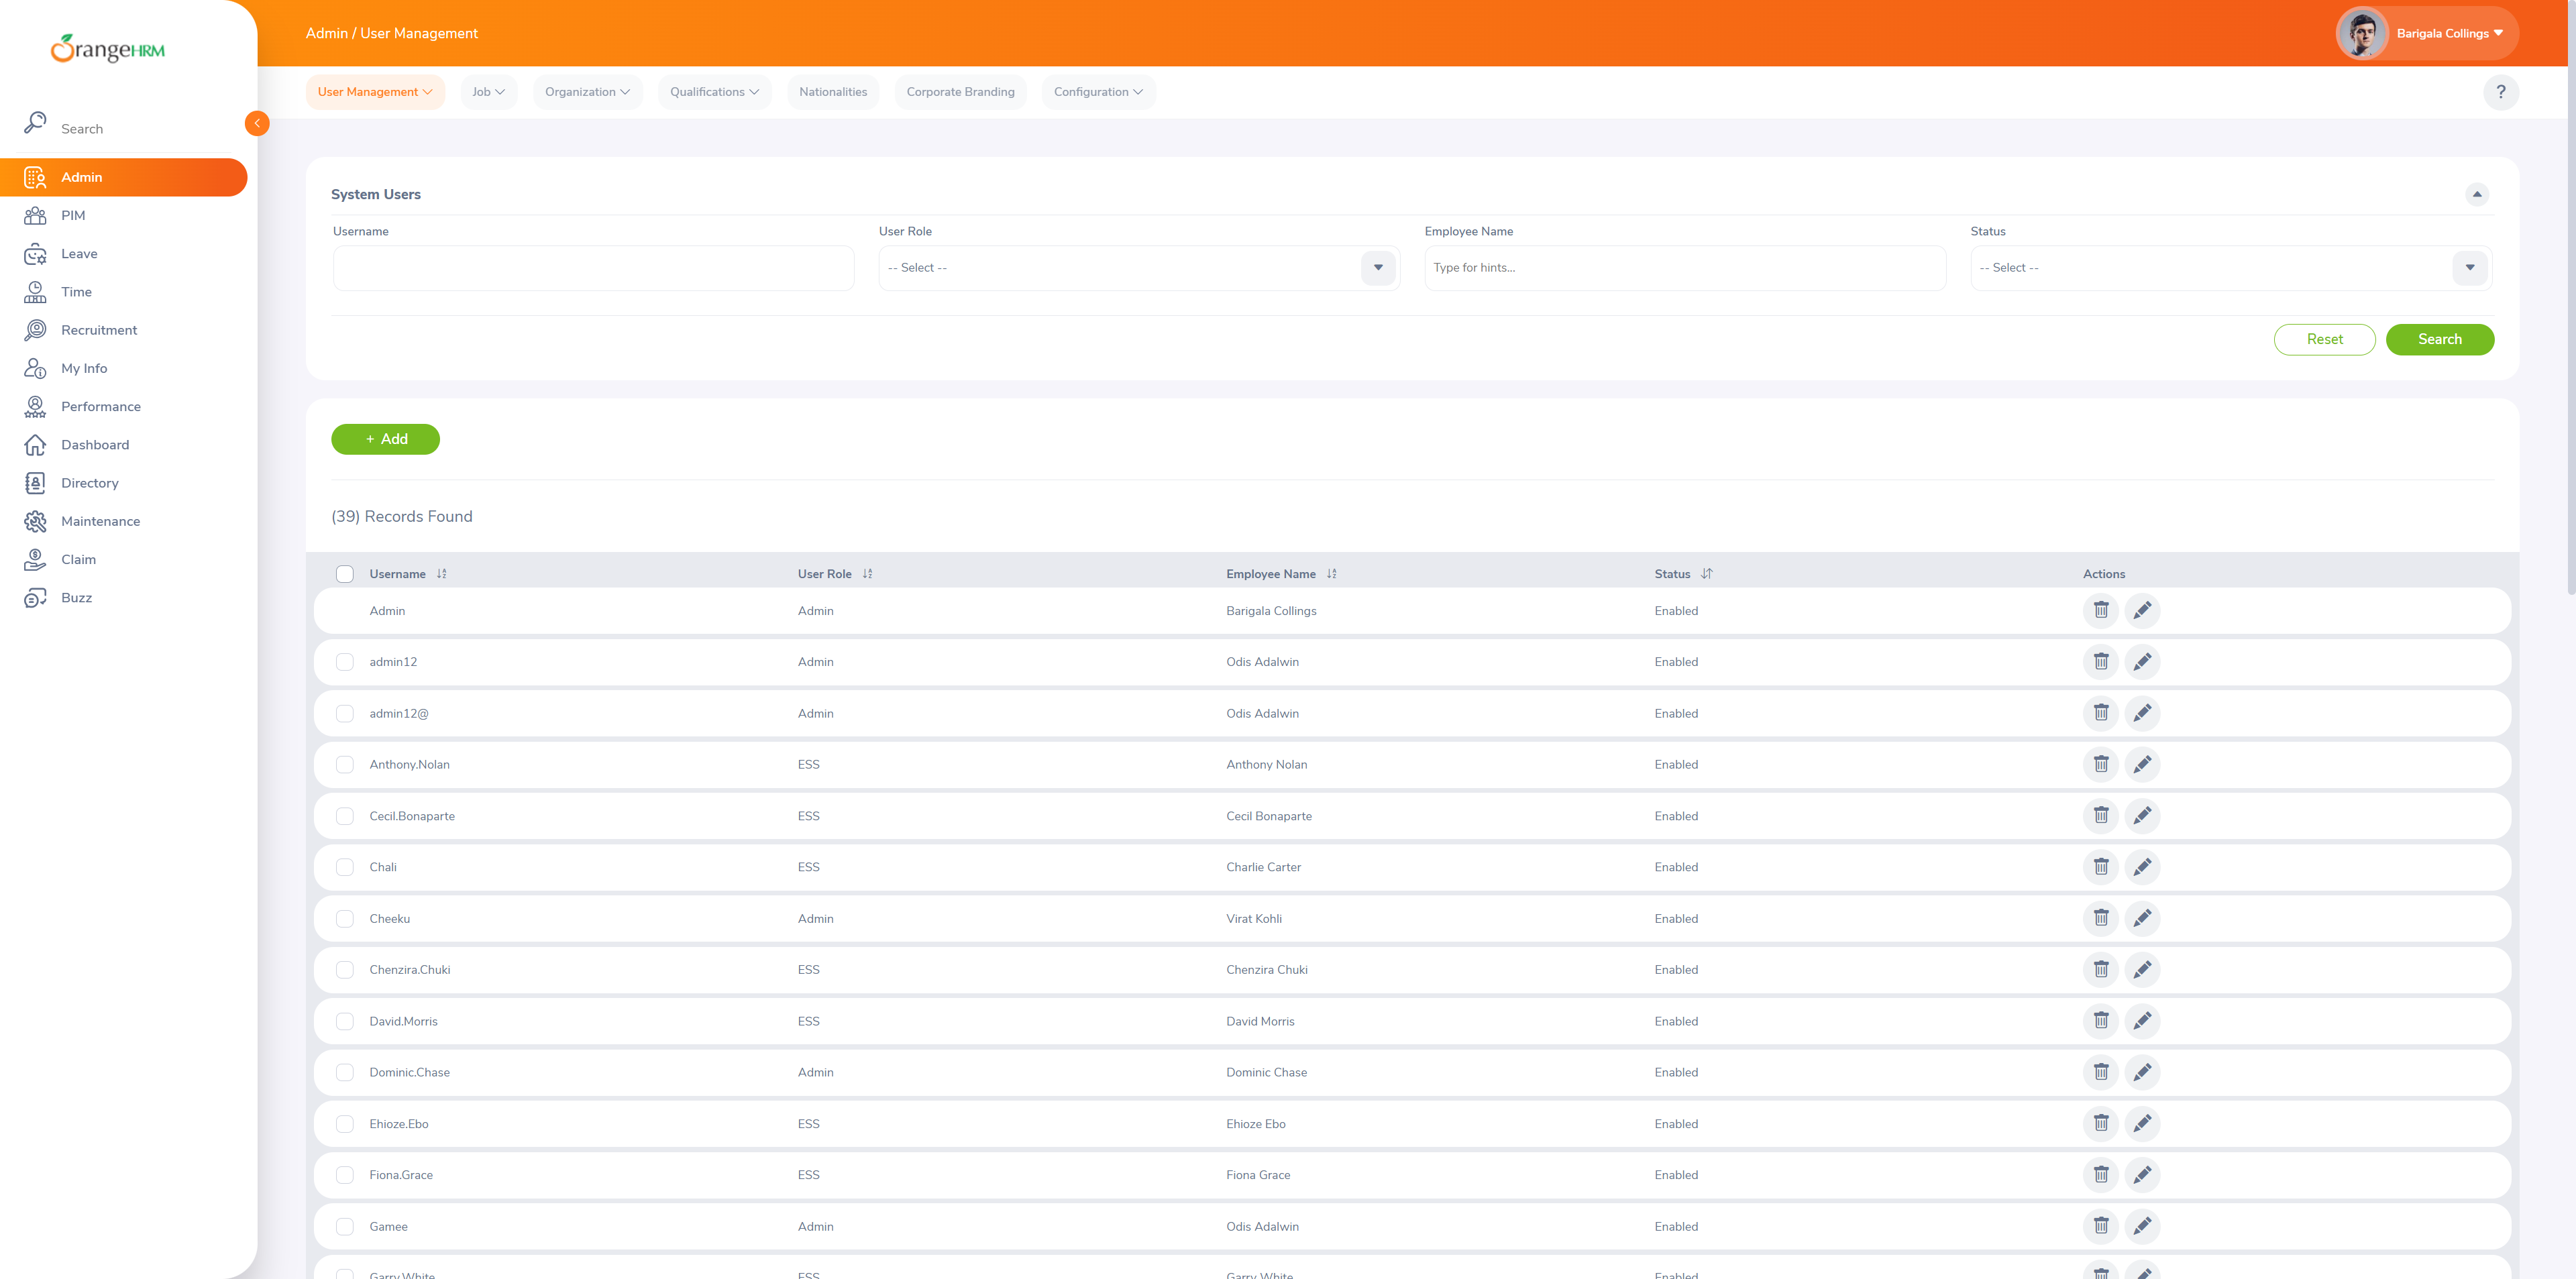 OrangeHRM
Admin / User Management
Barigala Collings
Search
Admin
PIM
Leave
Time
Recruitment
My Info
Performance
Dashboard
Directory
Maintenance
Claim
Buzz
User Management
Job
Organization
Qualifications
Nationalities
Corporate Branding
Configuration
?
System Users
Username
User Role
Employee Name
Status
-- Select --
Type for hints...
-- Select --
Reset
Search
+ Add
(39) Records Found
Username User Role Employee Name Status Actions
Admin Admin Barigala Collings Enabled
admin12 Admin Odis Adalwin Enabled
admin12@ Admin Odis Adalwin Enabled
Anthony.Nolan ESS Anthony Nolan Enabled
Cecil.Bonaparte ESS Cecil Bonaparte Enabled
Chali ESS Charlie Carter Enabled
Cheeku Admin Virat Kohli Enabled
Chenzira.Chuki ESS Chenzira Chuki Enabled
David.Morris ESS David Morris Enabled
Dominic.Chase Admin Dominic Chase Enabled
Ehioze.Ebo ESS Ehioze Ebo Enabled
Fiona.Grace ESS Fiona Grace Enabled
Gamee Admin Odis Adalwin Enabled
Garry.White ESS Garry White Enabled